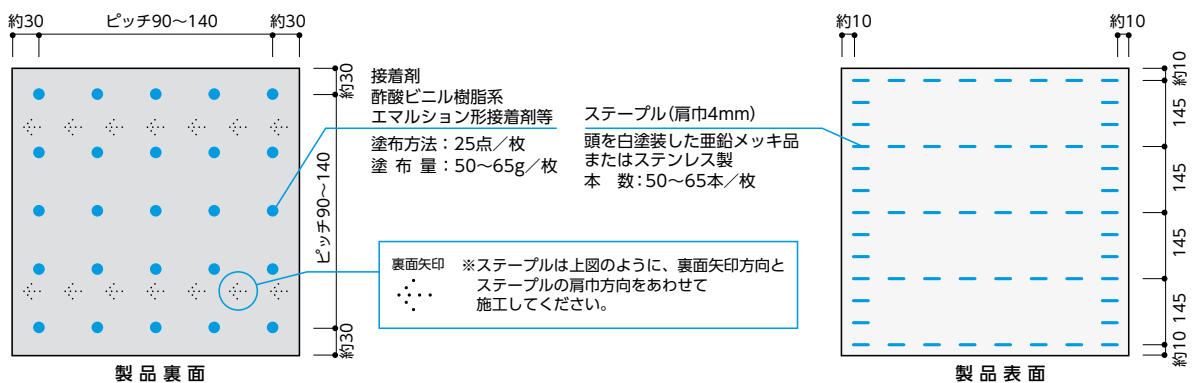 約30
ピッチ90～140
約30
約30
ピッチ90～140
約30
接着剤
酢酸ビニル樹脂系
エマルション形接着剤等
塗布方法：25点／枚
塗布量：50～65g／枚
裏面矢印
※ステープルは上図のように、裏面矢印方向と
ステープルの肩巾方向をあわせて
施工してください。
製品裏面
ステープル（肩巾4mm）
頭を白塗装した亜鉛メッキ品
またはステンレス製
本数：50～65本／枚
約10
約10
約10
145
145
145
145
約10
製品表面